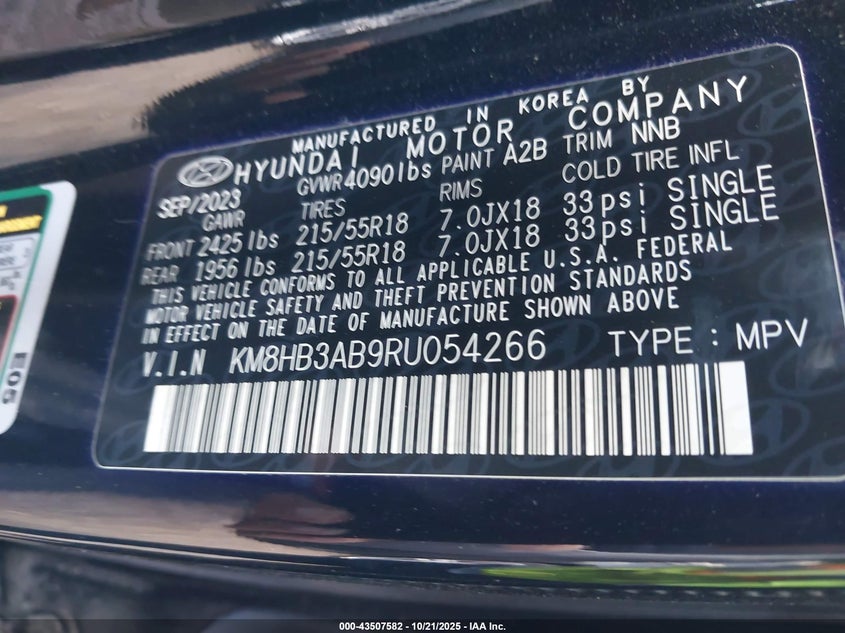 MANUFACTURED IN KOREA BY
HYUNDAI MOTOR COMPANY
SEP/2023 GVWR 4090 lbs PAINT A2B TRIM NNB
GAWR TIRES RIMS COLD TIRE INFL
FRONT 2425 lbs 215/55R18 7.0JX18 33 psi SINGLE
REAR 1956 lbs 215/55R18 7.0JX18 33 psi SINGLE
THIS VEHICLE CONFORMS TO ALL APPLICABLE U.S.A. FEDERAL
MOTOR VEHICLE SAFETY AND THEFT PREVENTION STANDARDS
IN EFFECT ON THE DATE OF MANUFACTURE SHOWN ABOVE
V.I.N KM8HB3AB9RU054266 TYPE : MPV
E05
000-43507582 - 10/21/2025 - IAA Inc.